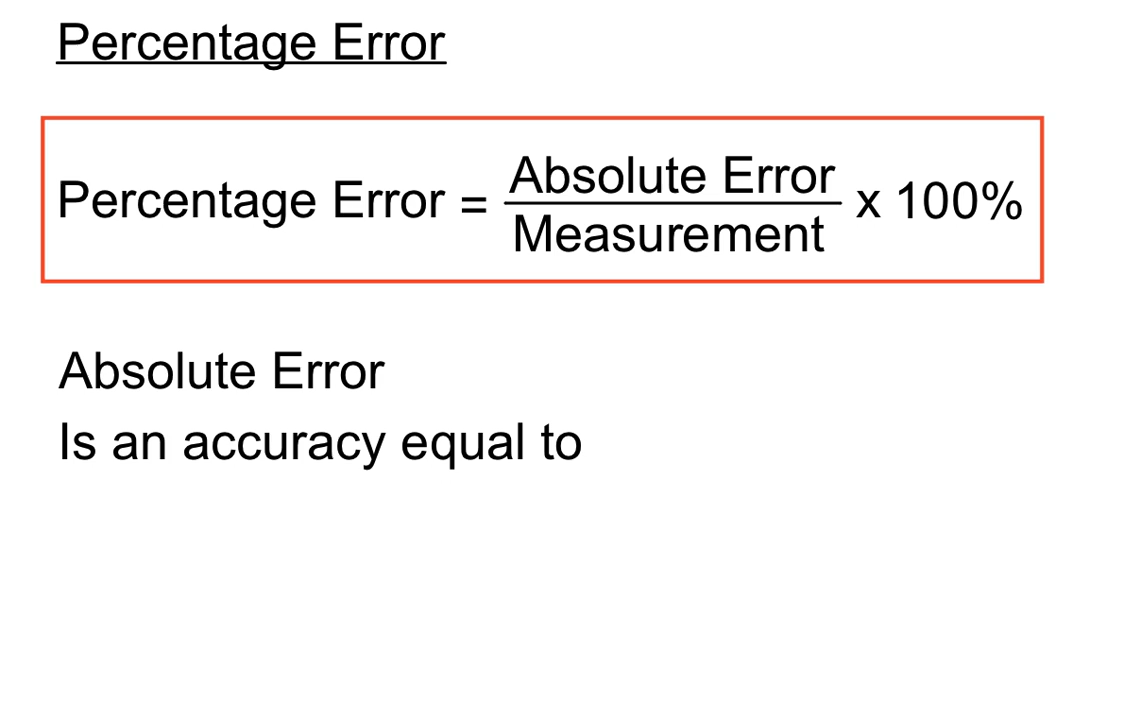 Percentage Error
Percentage Error = Absolute Error / Measurement x 100%
Absolute Error
Is an accuracy equal to